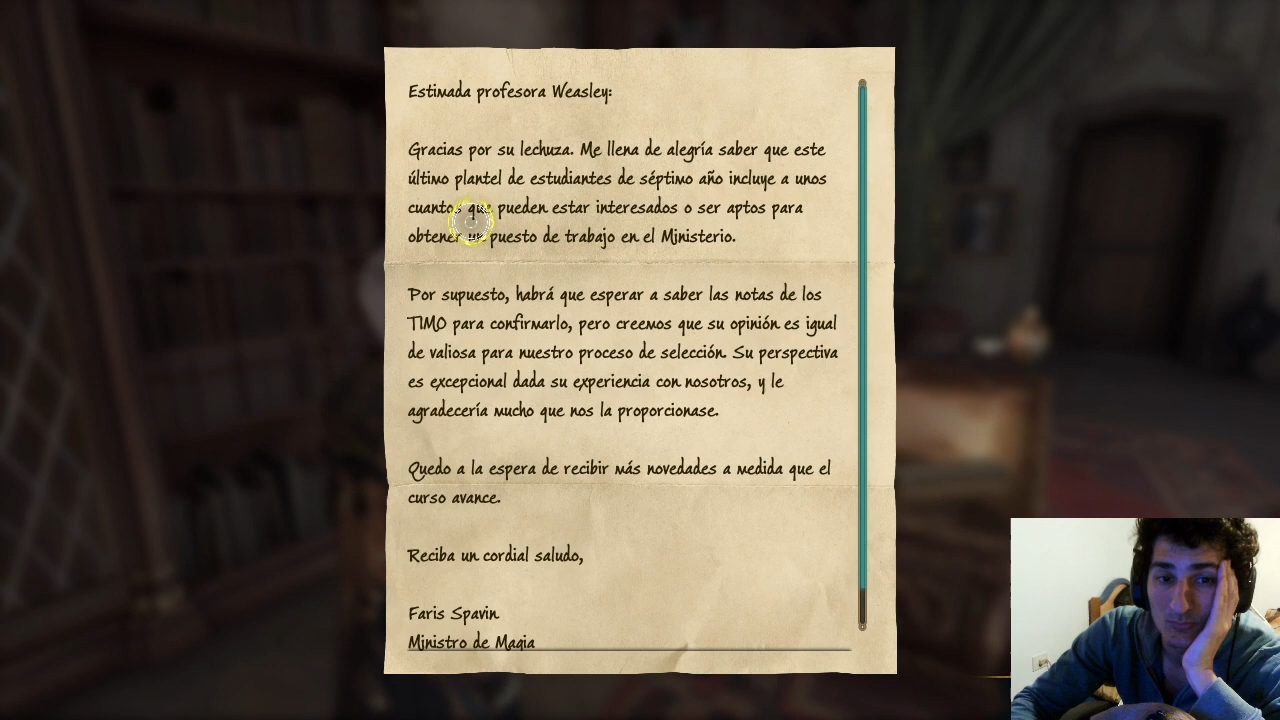 Estimada profesora Weasley:
Gracias por su lechuza. Me llena de alegría saber que este
último plantel de estudiantes de séptimo año incluye a unos
cuantos que pueden estar interesados o ser aptos para
obtener un puesto de trabajo en el Ministerio.
Por supuesto, habrá que esperar a saber las notas de los
TIMO para confirmarlo, pero creemos que su opinión es igual
de valiosa para nuestro proceso de selección. Su perspectiva
es excepcional dada su experiencia con nosotros, y le
agradecería mucho que nos la proporcionase.
Quedo a la espera de recibir más novedades a medida que el
curso avance.
Reciba un cordial saludo,
Faris Spavin
Ministro de Magia